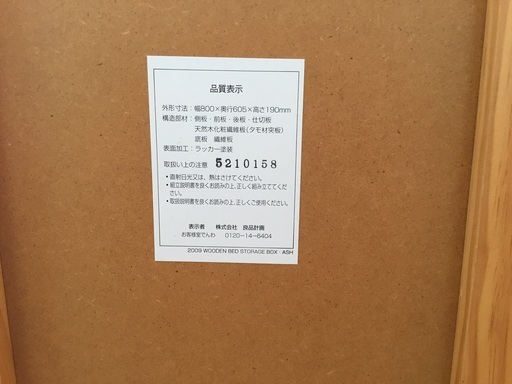 品質表示
外形寸法：幅800×奥行605×高さ190mm
構造部材：側板・前板・後板・仕切板
天然木化粧繊維板(タモ材突板)
底板 繊維板
表面加工：ラッカー塗装
取扱い上の注意 5210158
•直射日光又は、熱はさけてください。
•組立説明書を良くお読みの上、正しく組み立ててくだ
さい。
•取扱説明書を良くお読みの上、正しくご使用ください。
表示者 株式会社 良品計画
お客様室でんわ 0120-14-6404
2009 WOODEN BED STORAGE BOX・ASH